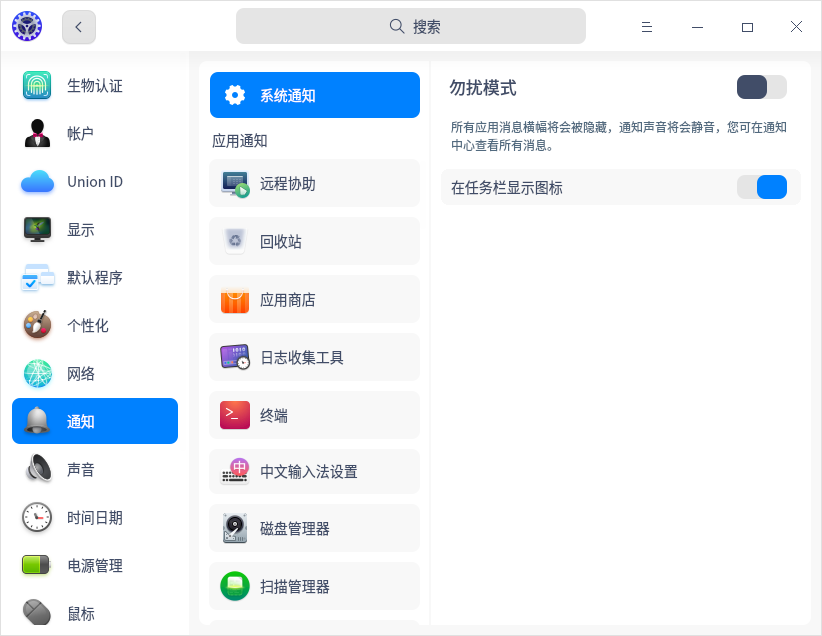 搜索
生物认证
帐户
Union ID
显示
默认程序
个性化
网络
通知
声音
时间日期
电源管理
鼠标
系统通知
应用通知
远程协助
回收站
应用商店
日志收集工具
终端
中文输入法设置
磁盘管理器
扫描管理器
勿扰模式
所有应用消息横幅将会被隐藏，通知声音将会静音，您可在通知
中心查看所有消息。
在任务栏显示图标